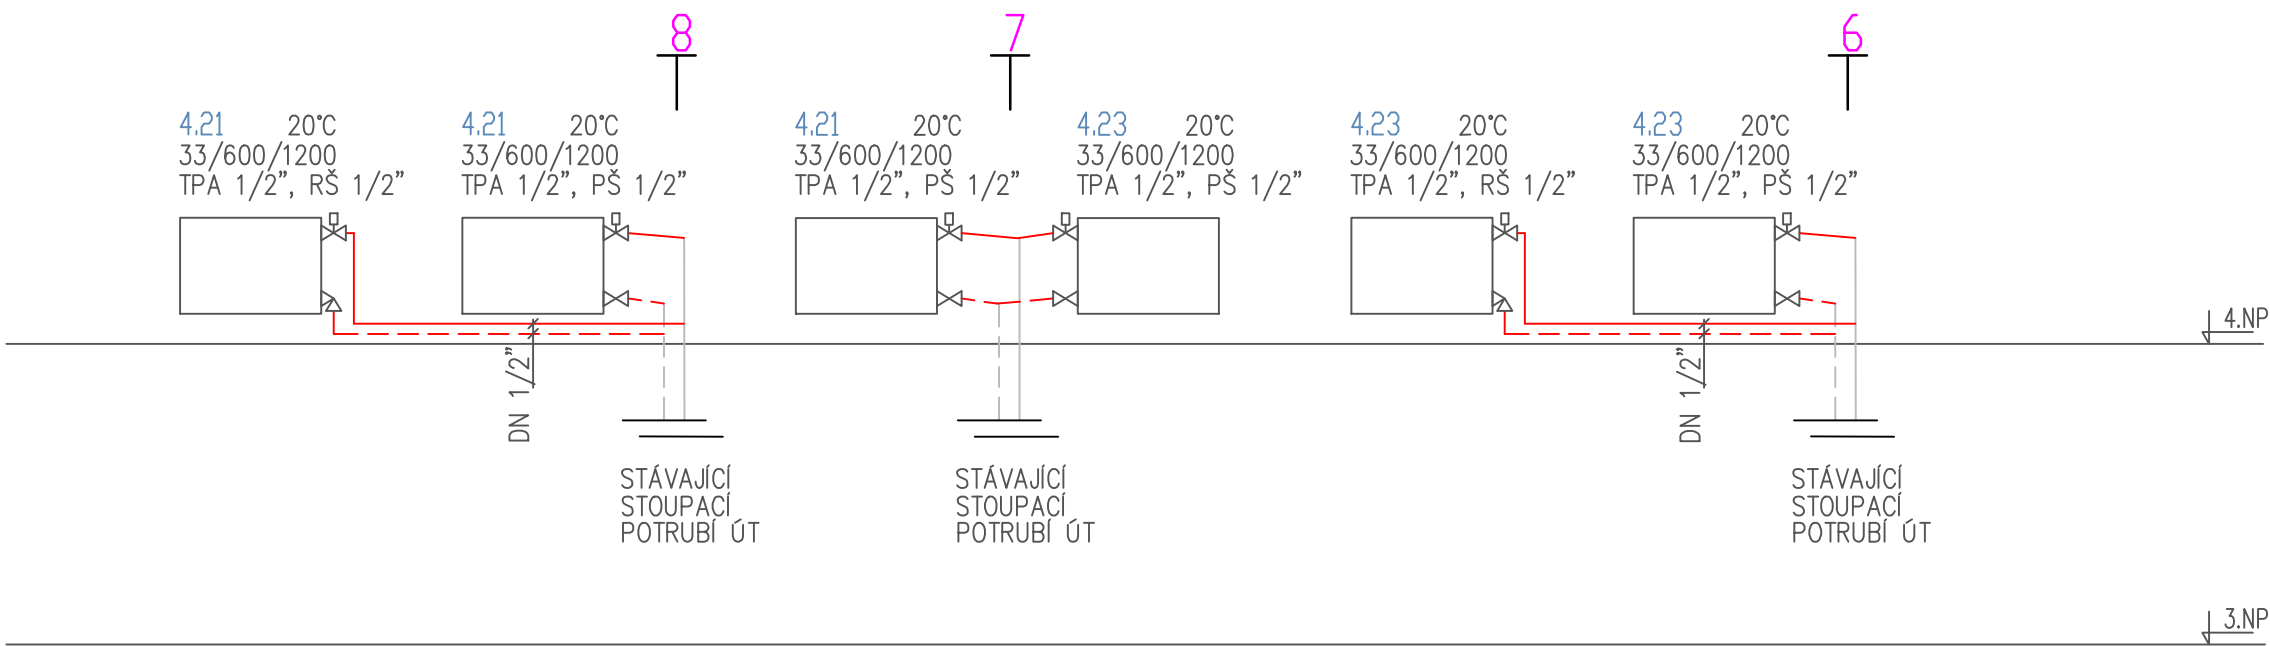 8
7
6
4.21 20°C
33/600/1200
TPA 1/2", RŠ 1/2"
4.21 20°C
33/600/1200
TPA 1/2", PŠ 1/2"
4.21 20°C
33/600/1200
TPA 1/2", PŠ 1/2"
4.23 20°C
33/600/1200
TPA 1/2", PŠ 1/2"
4.23 20°C
33/600/1200
TPA 1/2", RŠ 1/2"
4.23 20°C
33/600/1200
TPA 1/2", PŠ 1/2"
4.NP
DN 1/2"
DN 1/2"
STÁVAJÍCÍ
STOUPACÍ
POTRUBÍ ÚT
STÁVAJÍCÍ
STOUPACÍ
POTRUBÍ ÚT
STÁVAJÍCÍ
STOUPACÍ
POTRUBÍ ÚT
3.NP